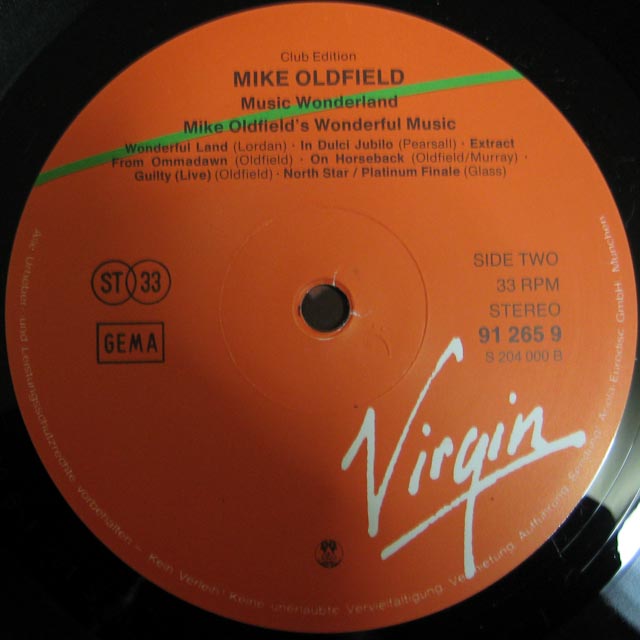 Club Edition
MIKE OLDFIELD
Music Wonderland
Mike Oldfield's Wonderful Music
Wonderful Land (Lordan) · In Dulci Jubilo (Pearsall) · Extract
From Ommadawn (Oldfield) · On Horseback (Oldfield/Murray) ·
Guilty (Live) (Oldfield) · North Star / Platinum Finale (Glass)
ST 33
GEMA
SIDE TWO
33 RPM
STEREO
91 265 9
S 204 000 B
Virgin
Alle Urheber- und Leistungsschutzrechte vorbehalten – Kein Verleih! Keine unerlaubte Vervielfältigung, Vermietung, Aufführung, Sendung! Ariola-Eurodisc GmbH München